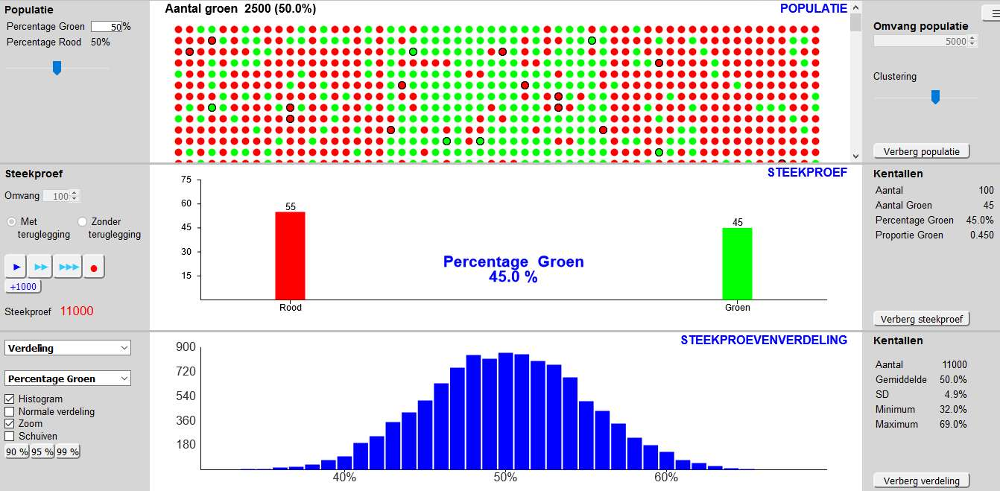 Populatie
Percentage Groen 50 %
Percentage Rood 50%
Aantal groen 2500 (50.0%)
POPULATIE
Omvang populatie
5000
Clustering
Verberg populatie
Steekproef
Omvang 100
Met teruglegging
Zonder teruglegging
+1000
Steekproef 11000
STEEKPROEF
75
60
45
30
15
55
45
Percentage Groen
45.0 %
Rood
Groen
Kentallen
Aantal 100
Aantal Groen 45
Percentage Groen 45.0%
Proportie Groen 0.450
Verberg steekproef
Verdeling
Percentage Groen
Histogram
Normale verdeling
Zoom
Schuiven
90 % 95 % 99 %
STEEKPROEVENVERDELING
900
720
540
360
180
40% 50% 60%
Kentallen
Aantal 11000
Gemiddelde 50.0%
SD 4.9%
Minimum 32.0%
Maximum 69.0%
Verberg verdeling